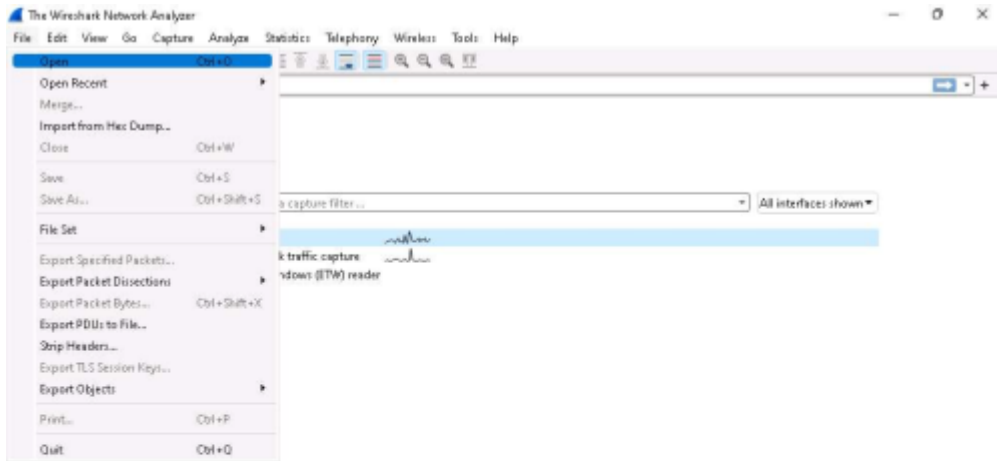 The Wireshark Network Analyzer
File Edit View Go Capture Analyze Statistics Telephony Wireless Tools Help
Open Ctrl+O
Open Recent
Merge...
Import from Hex Dump...
Close Ctrl+W
Save Ctrl+S
Save As... Ctrl+Shift+S
a capture filter ... All interfaces shown
File Set
Export Specified Packets...
k traffic capture
Export Packet Dissections
ndows (ETW) reader
Export Packet Bytes... Ctrl+Shift+X
Export PDUs to File...
Strip Headers...
Export TLS Session Keys...
Export Objects
Print... Ctrl+P
Quit Ctrl+Q